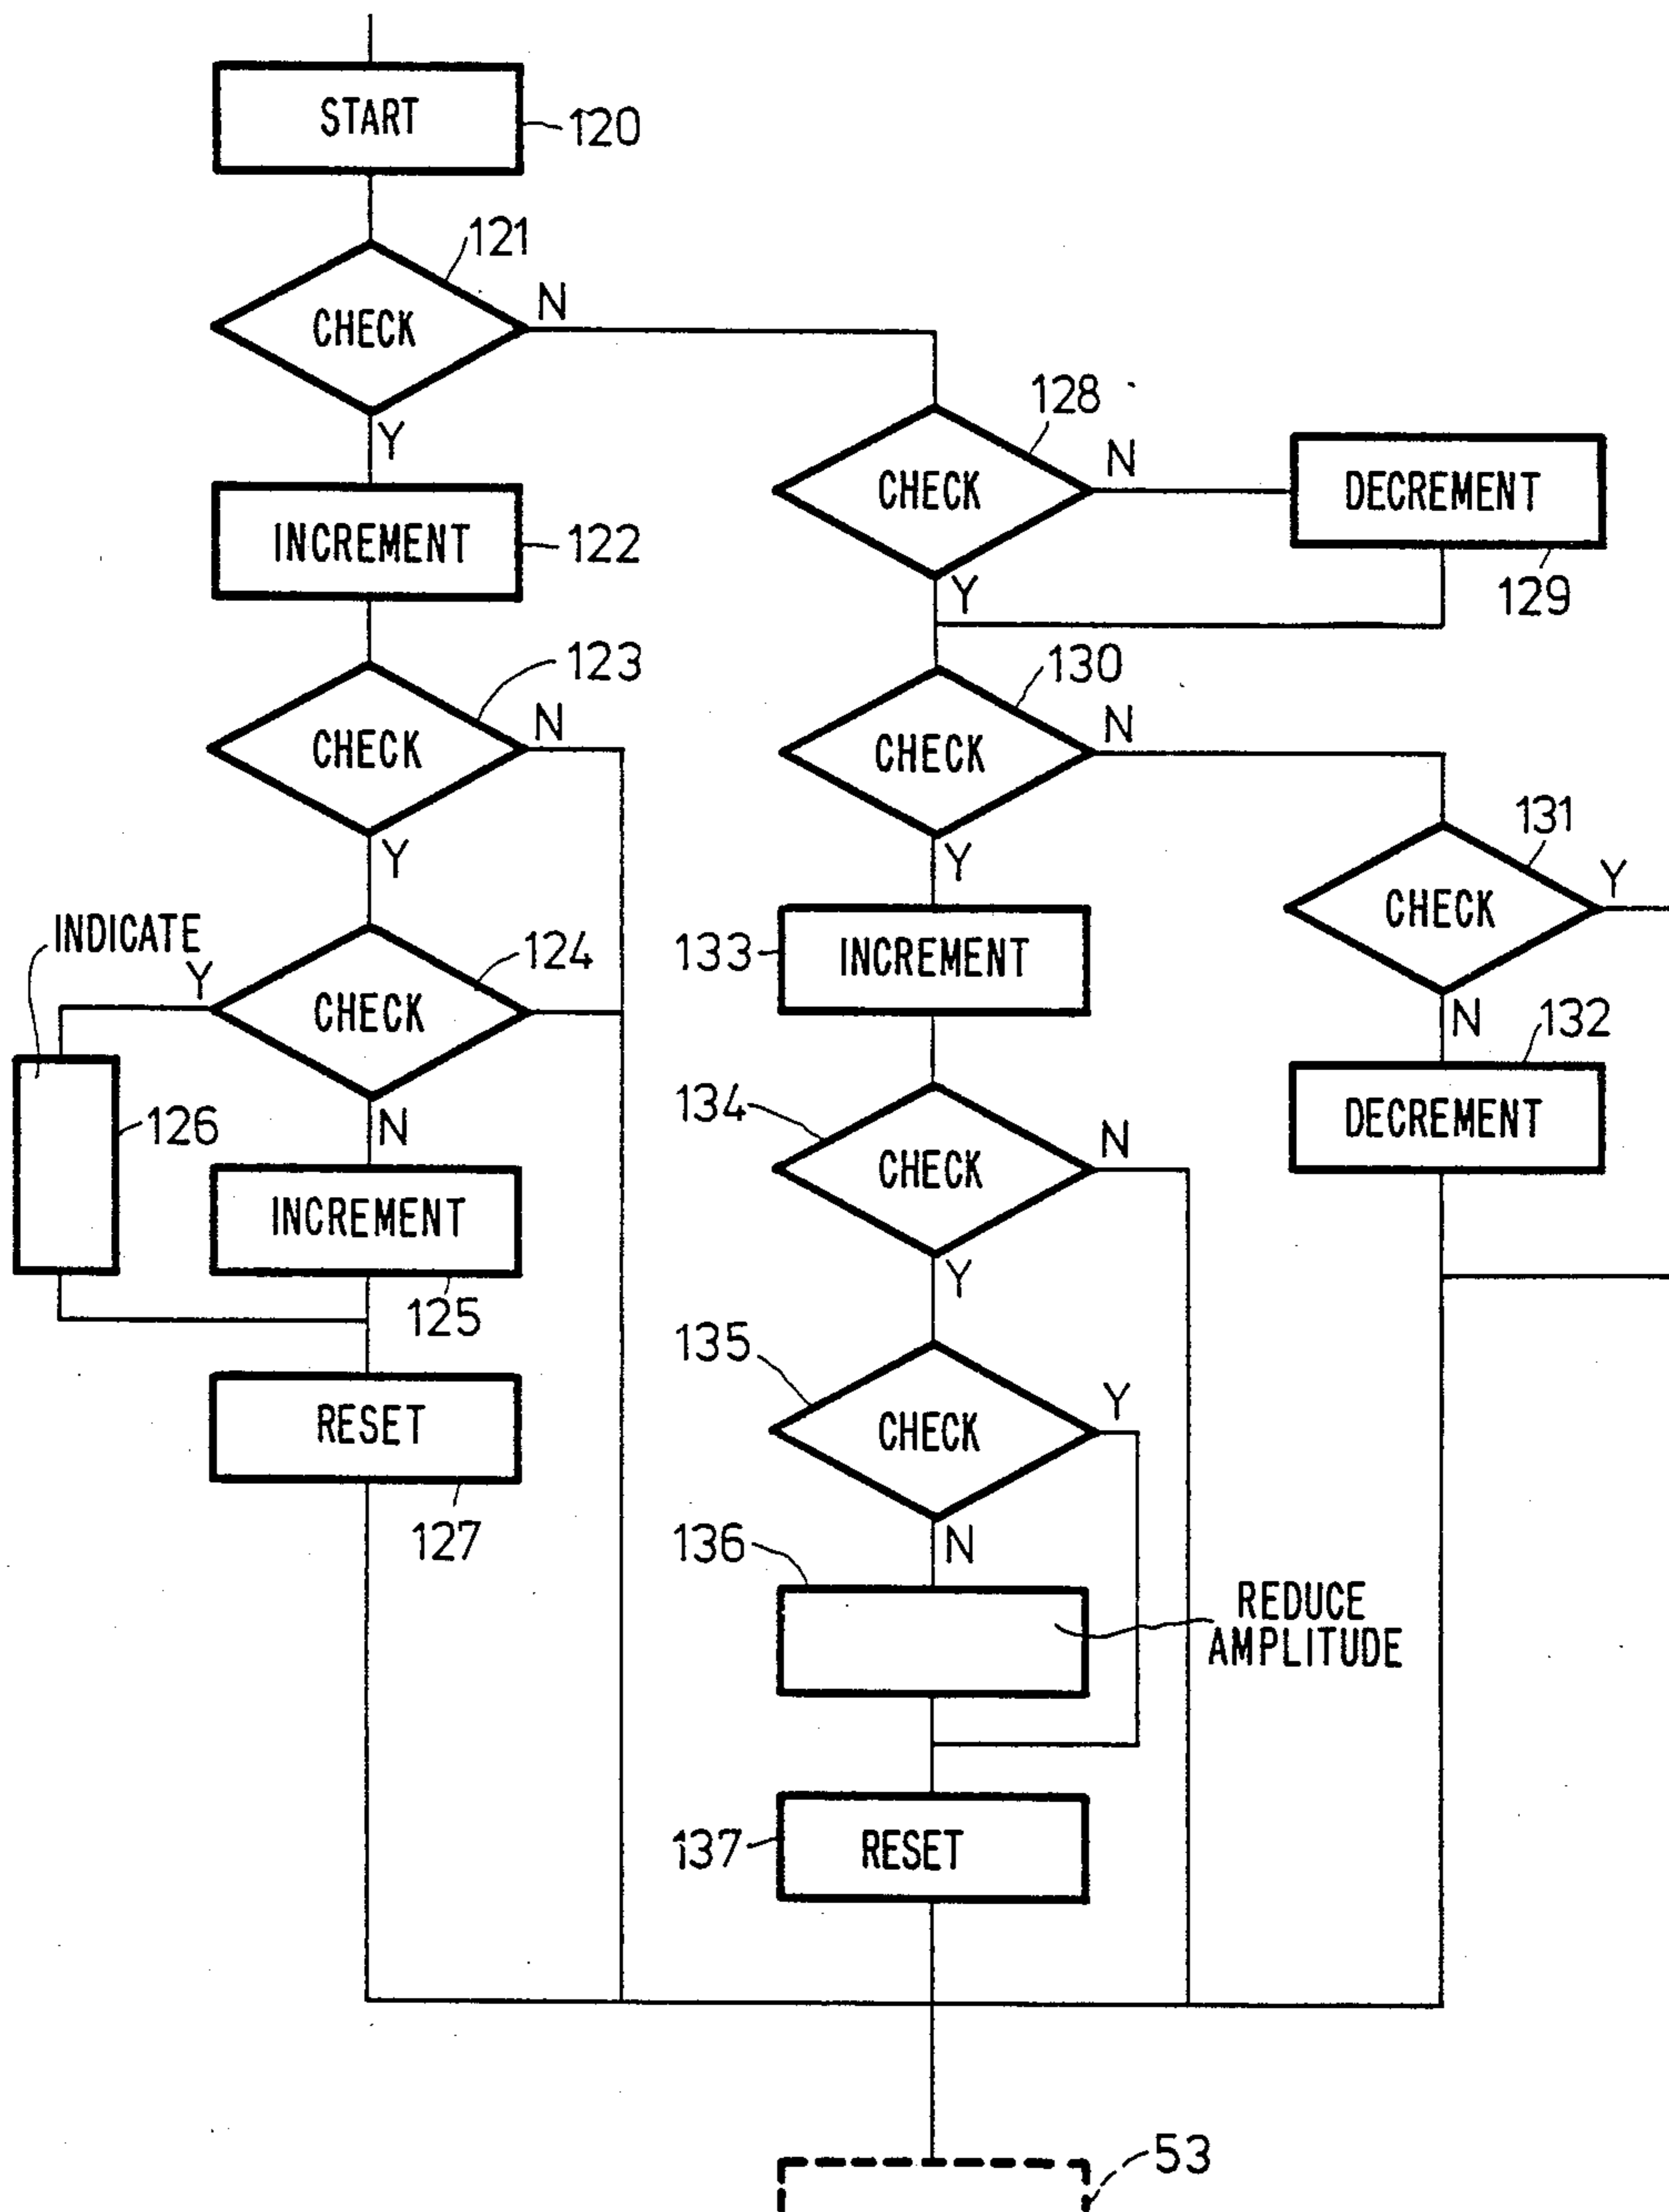 START
120
121
CHECK
N
Y
128
CHECK
N
DECREMENT
129
Y
INCREMENT
122
123
CHECK
N
Y
130
CHECK
N
Y
131
CHECK
Y
N
INDICATE
Y
124
CHECK
N
126
INCREMENT
125
RESET
127
133
INCREMENT
132
DECREMENT
134
CHECK
N
Y
135
CHECK
Y
N
136
REDUCE
AMPLITUDE
137
RESET
53